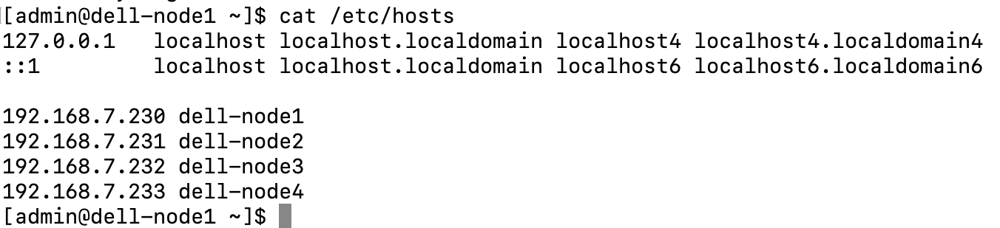 [admin@dell-node1 ~]$ cat /etc/hosts
127.0.0.1   localhost localhost.localdomain localhost4 localhost4.localdomain4
::1         localhost localhost.localdomain localhost6 localhost6.localdomain6

192.168.7.230 dell-node1
192.168.7.231 dell-node2
192.168.7.232 dell-node3
192.168.7.233 dell-node4
[admin@dell-node1 ~]$